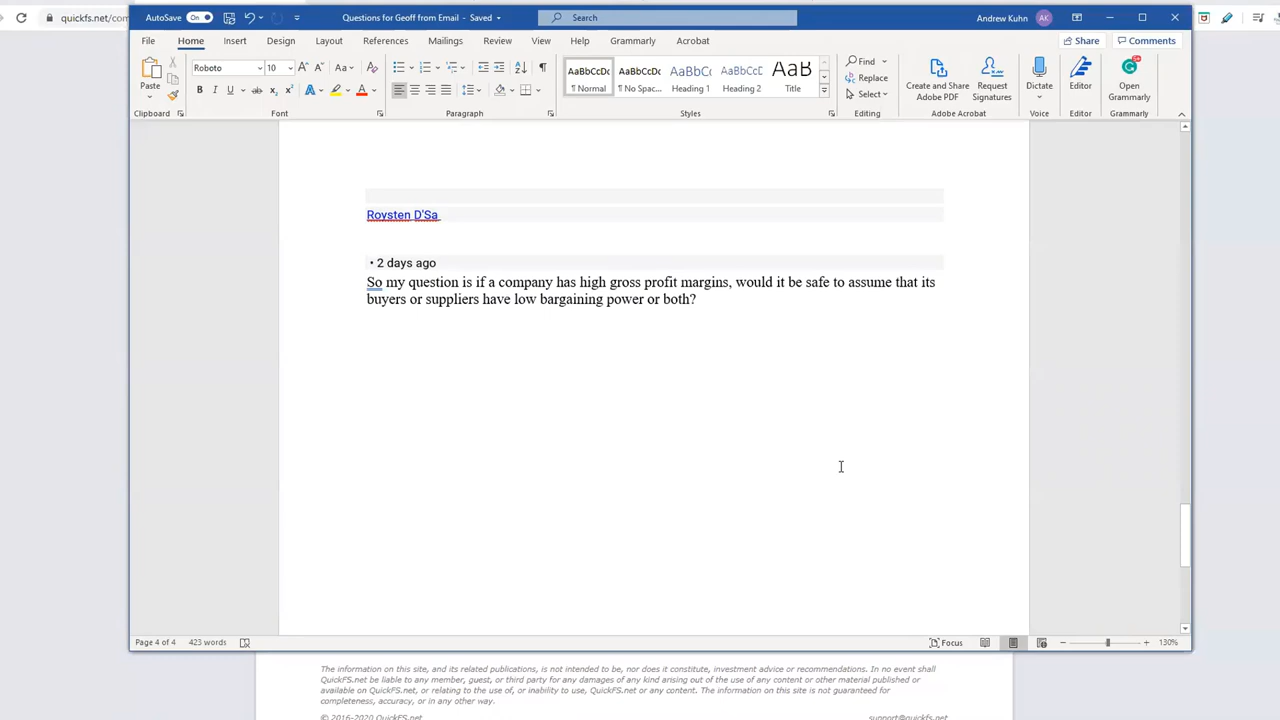 quickfs.net/com
AutoSave On
Questions for Geoff from Email - Saved
Search
Andrew Kuhn AK
File Home Insert Design Layout References Mailings Review View Help Grammarly Acrobat
Share Comments
Paste
Clipboard
Roboto 10
Aa
B I U ab x₂ x² A A
Font
Paragraph
AaBbCcDc AaBbCcDc AaBbCc AaBbCcD AaB
¶ Normal ¶ No Spac... Heading 1 Heading 2 Title
Styles
Find
Replace
Select
Editing
Create and Share Adobe PDF
Request Signatures
Adobe Acrobat
Dictate
Voice
Editor
Editor
Open Grammarly
Grammarly
Roysten D'Sa
• 2 days ago
So my question is if a company has high gross profit margins, would it be safe to assume that its
buyers or suppliers have low bargaining power or both?
Page 4 of 4 423 words
Focus
130%
The information on this site, and its related publications, is not intended to be, nor does it constitute, investment advice or recommendations. In no event shall
QuickFS.net be liable to any member, guest, or third party for any damages of any kind arising out of the use of any content or other material published or
available on QuickFS.net, or relating to the use of, or inability to use, QuickFS.net or any content. The information on this site is not guaranteed for
completeness, accuracy, or in any other way.
© 2016-2020 QuickFS.net
support@quickfs.net